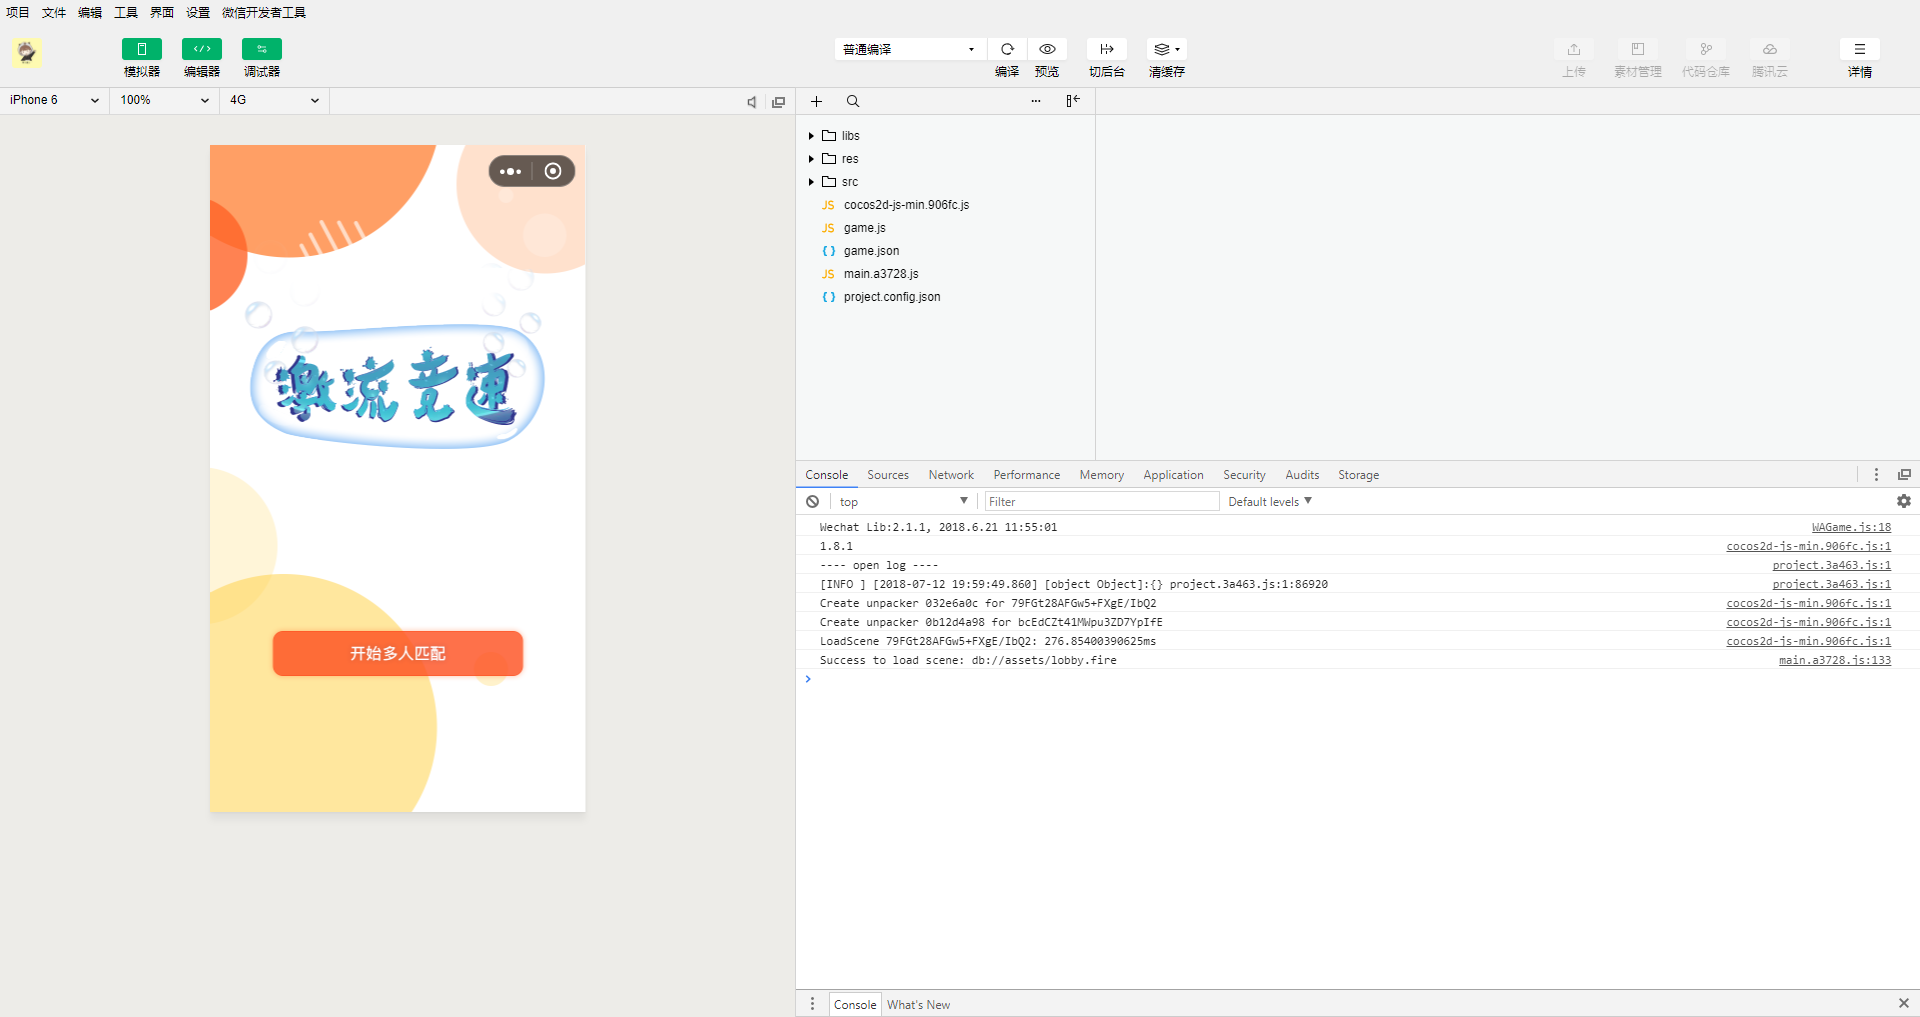 项目 文件 编辑 工具 界面 设置 微信开发者工具
模拟器 编辑器 调试器
普通编译
编译 预览 切后台 清缓存
上传 素材管理 代码仓库 腾讯云 详情
iPhone 6 100% 4G
激流竞速
开始多人匹配
libs
res
src
JS cocos2d-js-min.906fc.js
JS game.js
{ } game.json
JS main.a3728.js
{ } project.config.json
Console Sources Network Performance Memory Application Security Audits Storage
top Filter Default levels
Wechat Lib:2.1.1, 2018.6.21 11:55:01 WAGame.js:18
1.8.1 cocos2d-js-min.906fc.js:1
---- open log ---- project.3a463.js:1
[INFO ] [2018-07-12 19:59:49.860] [object Object]:{} project.3a463.js:1:86920 project.3a463.js:1
Create unpacker 032e6a0c for 79FGt28AFGw5+FXgE/IbQ2 cocos2d-js-min.906fc.js:1
Create unpacker 0b12d4a98 for bcEdCZt41MWpu3ZD7YpIfE cocos2d-js-min.906fc.js:1
LoadScene 79FGt28AFGw5+FXgE/IbQ2: 276.85400390625ms cocos2d-js-min.906fc.js:1
Success to load scene: db://assets/lobby.fire main.a3728.js:133
Console What's New